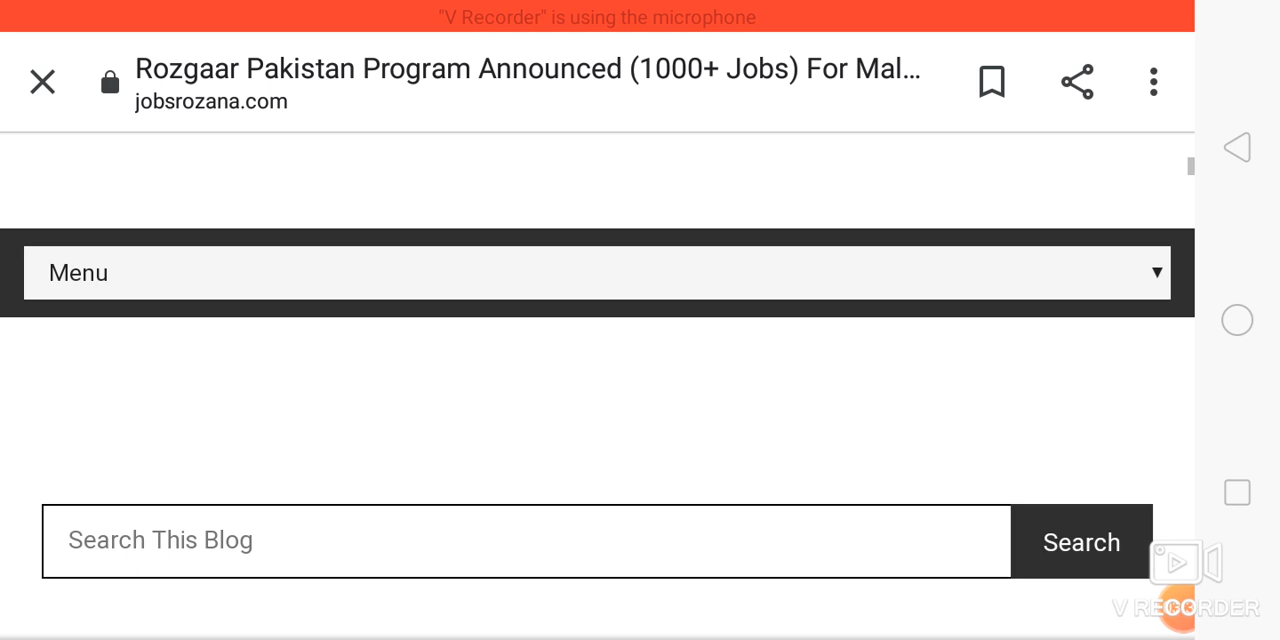 "V Recorder" is using the microphone
Rozgaar Pakistan Program Announced (1000+ Jobs) For Mal...
jobsrozana.com
Menu
Search This Blog
Search
V RECORDER